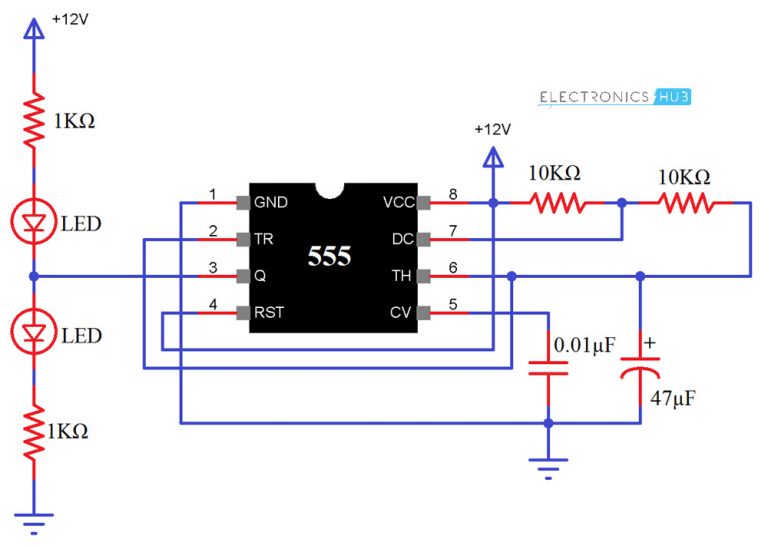 +12V
1KΩ
LED
LED
1KΩ
ELECTRONICS HUB
+12V
10KΩ
10KΩ
1 GND VCC 8
2 TR DC 7
3 Q 555 TH 6
4 RST CV 5
0.01μF
+
47μF